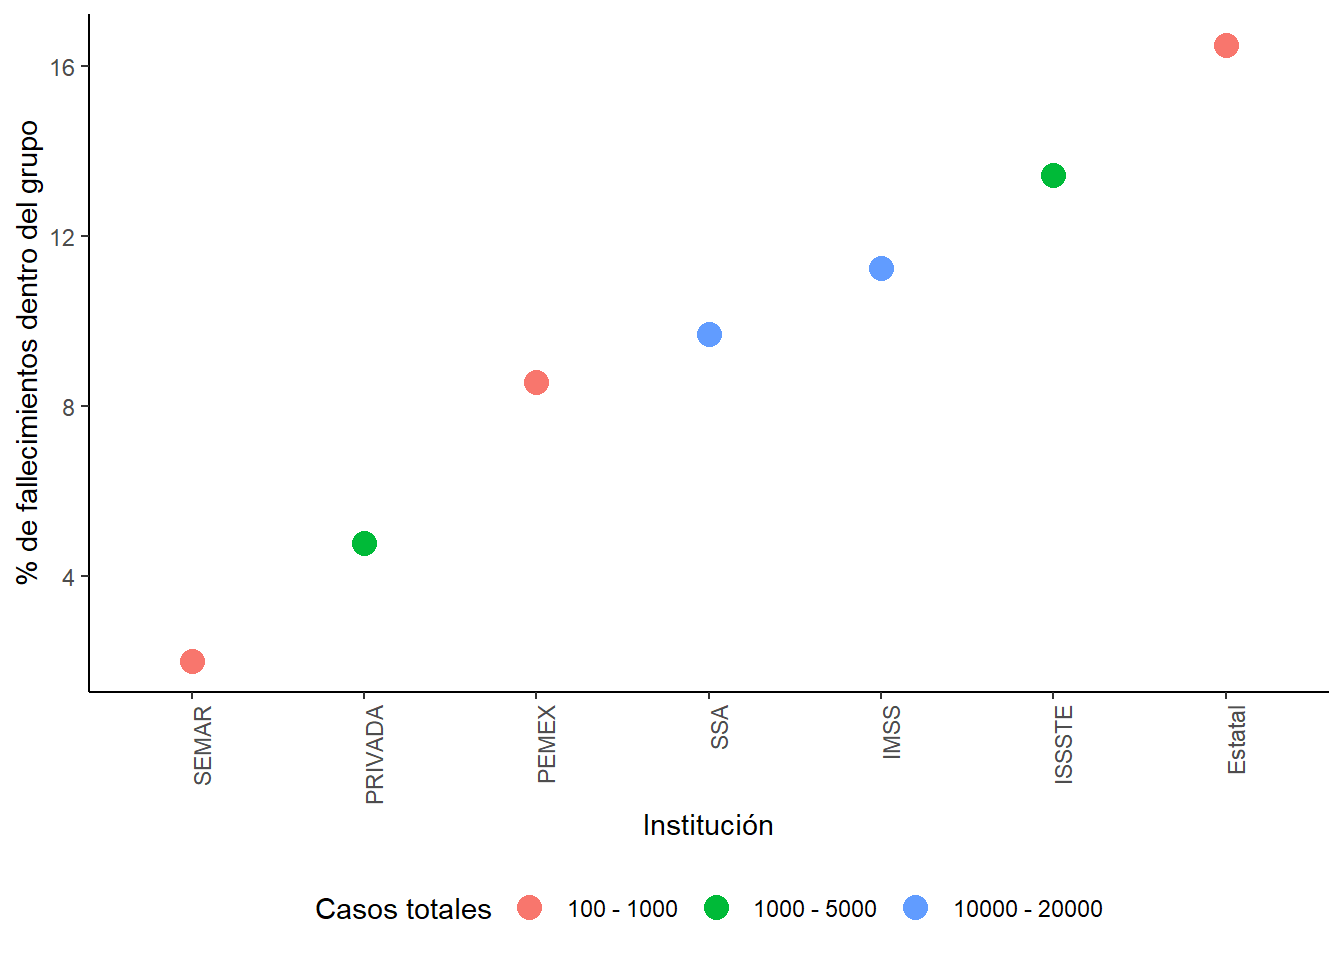 % de fallecimientos dentro del grupo
16
12
8
4
SEMAR
PRIVADA
PEMEX
SSA
IMSS
ISSSTE
Estatal
Institución
Casos totales 100 - 1000 1000 - 5000 10000 - 20000